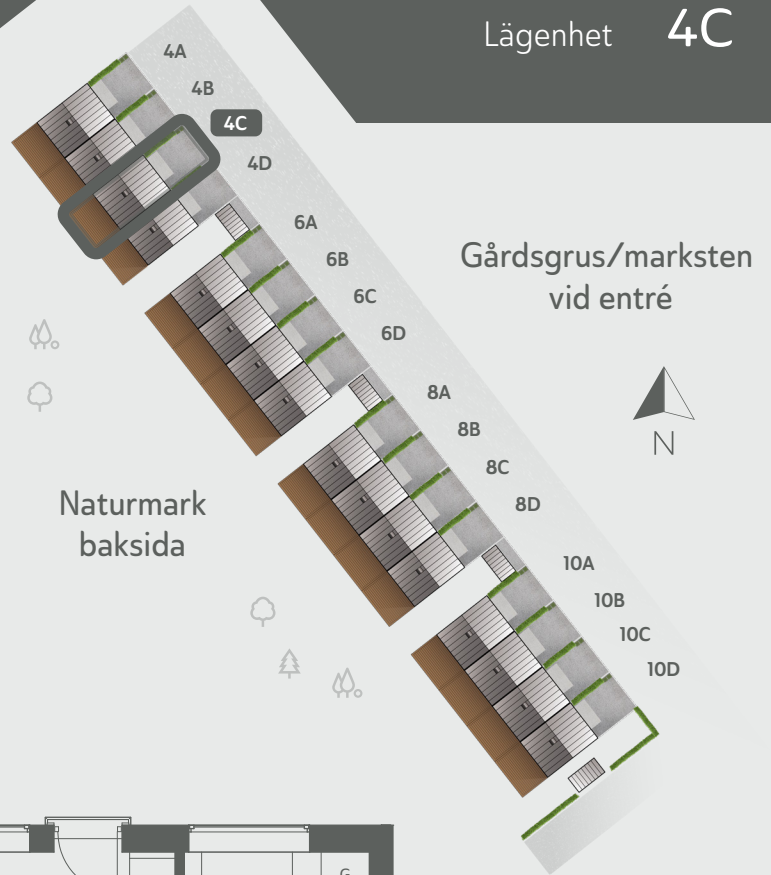 Lägenhet 4C
4A
4B
4C
4D
6A
6B
6C
6D
Gårdsgrus/marksten
vid entré
N
8A
8B
8C
8D
Naturmark
baksida
10A
10B
10C
10D
G